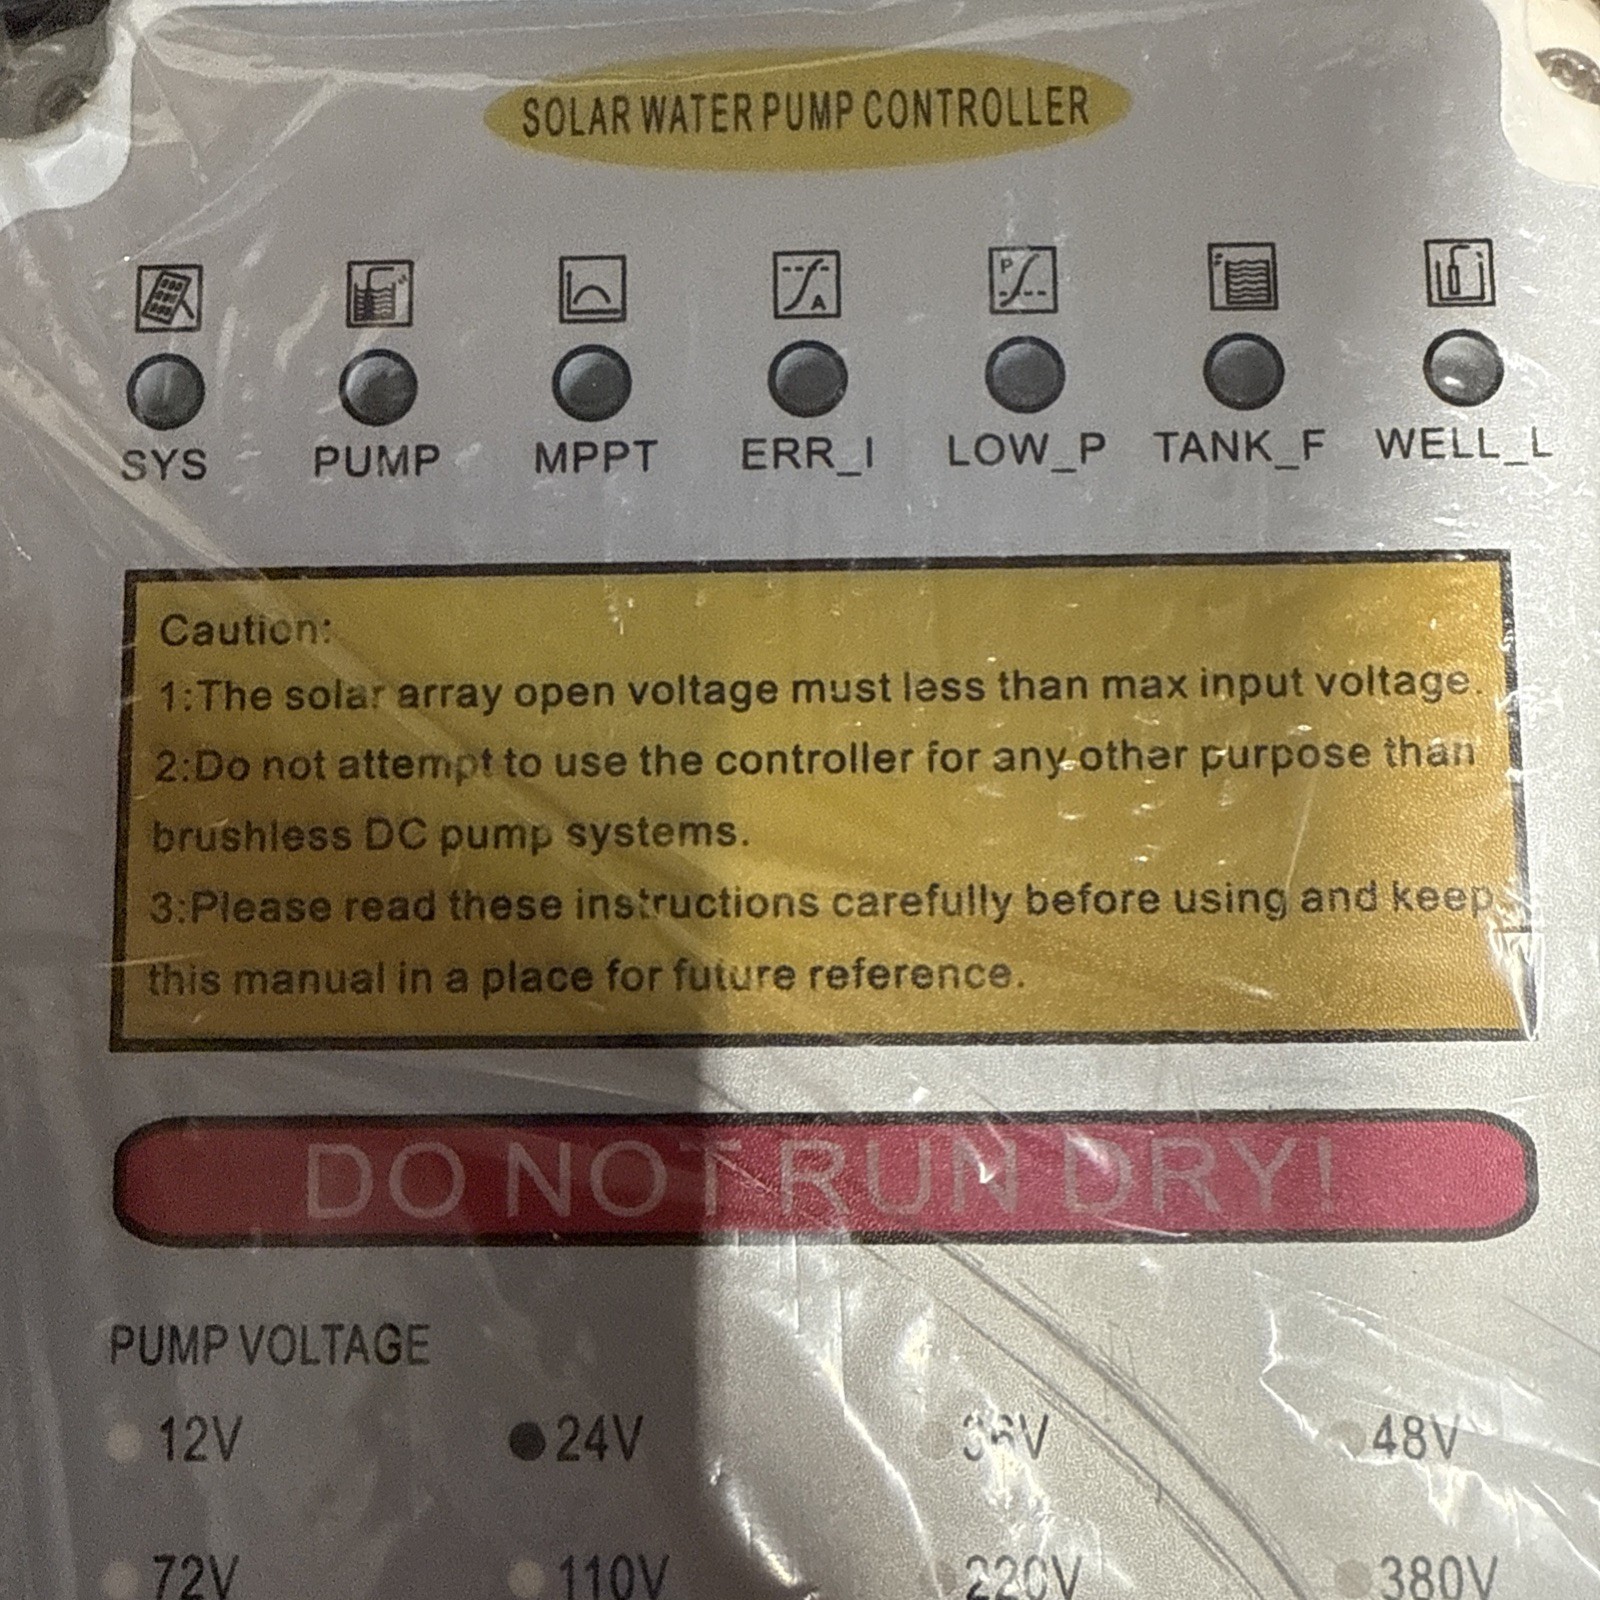 SOLAR WATER PUMP CONTROLLER
A
P
F
SYS PUMP MPPT ERR_I LOW_P TANK_F WELL_L
Caution:
1:The solar array open voltage must less than max input voltage.
2:Do not attempt to use the controller for any other purpose than
brushless DC pump systems.
3:Please read these instructions carefully before using and keep
this manual in a place for future reference.
DO NOT RUN DRY!
PUMP VOLTAGE
12V 24V 36V 48V
72V 110V 220V 380V